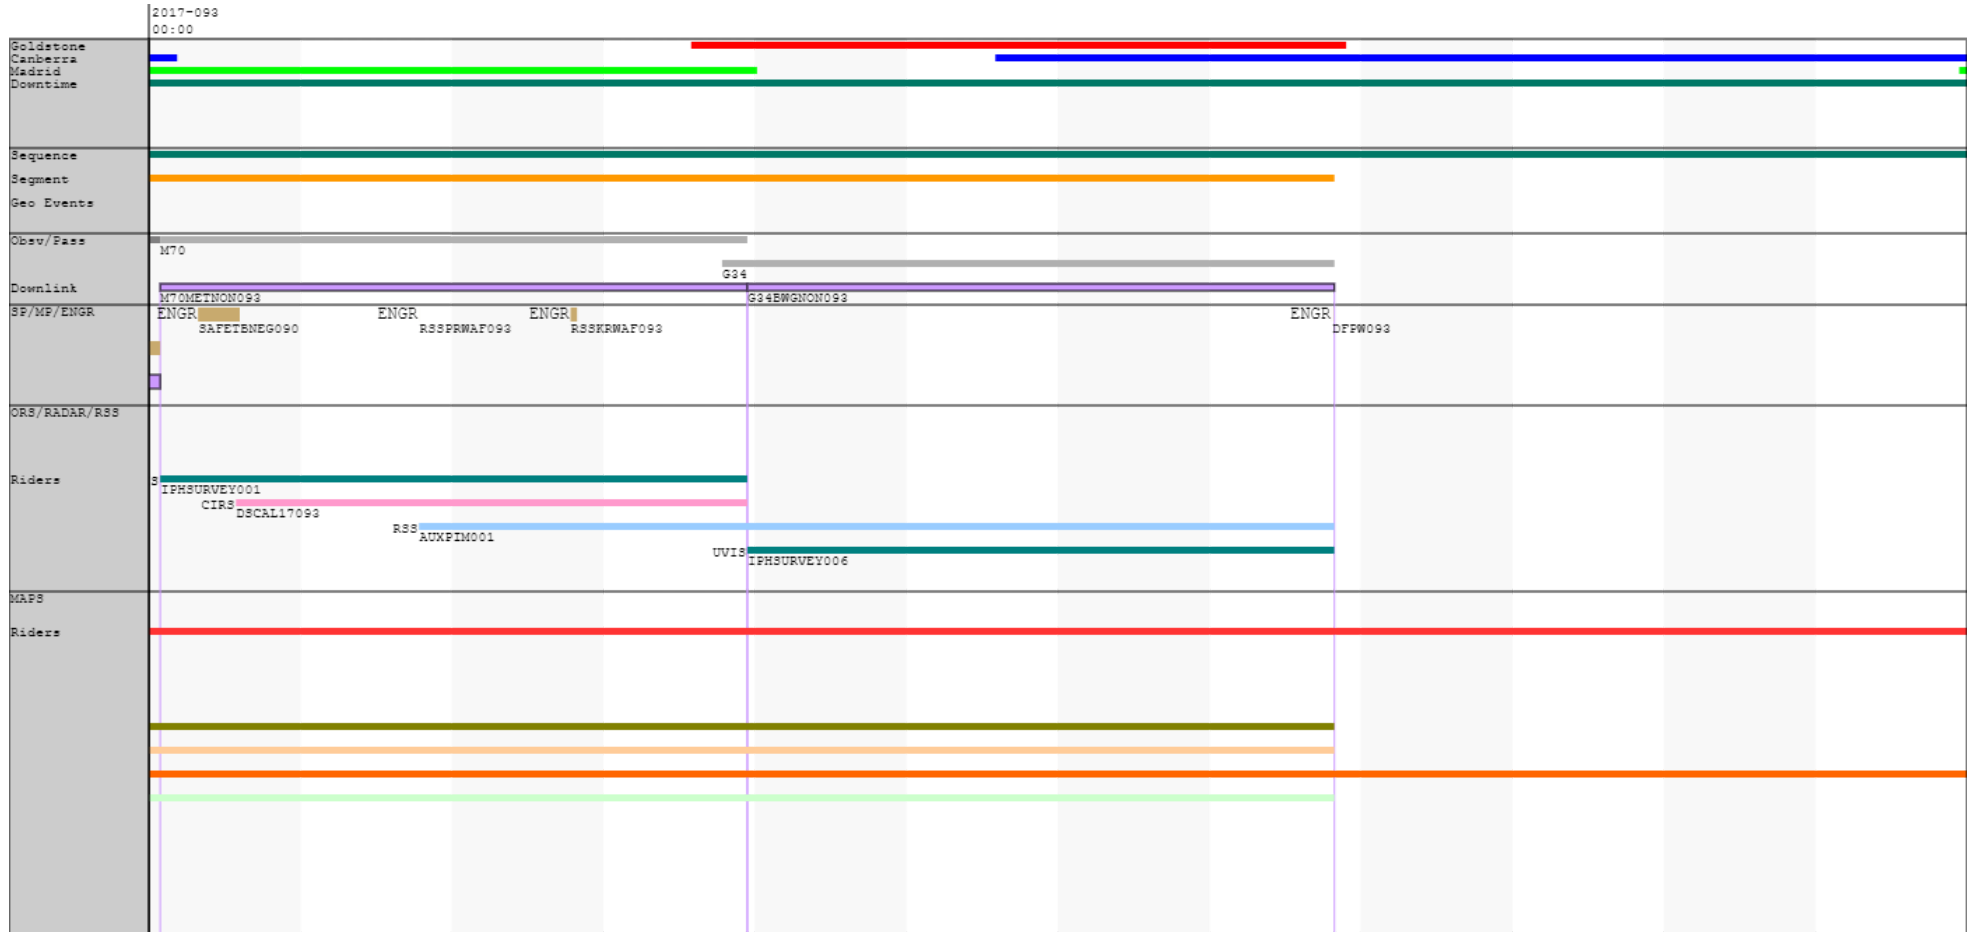 2017-093
00:00
Goldstone
Canberra
Madrid
Downtime
Sequence
Segment
Geo Events
Obsv/Pass
M70
G34
Downlink
M70METNON093 G34BWGNON093
SP/MP/ENGR ENGR ENGR ENGR ENGR
SAFETBNEG090 RSSPRWAF093 RSSKRWAF093 DFPW093
ORS/RADAR/RSS
Riders S
IPHSURVEY001
CIRS
DSCAL17093
RSS
AUXPIM001
UVIS
IPHSURVEY006
MAPS
Riders